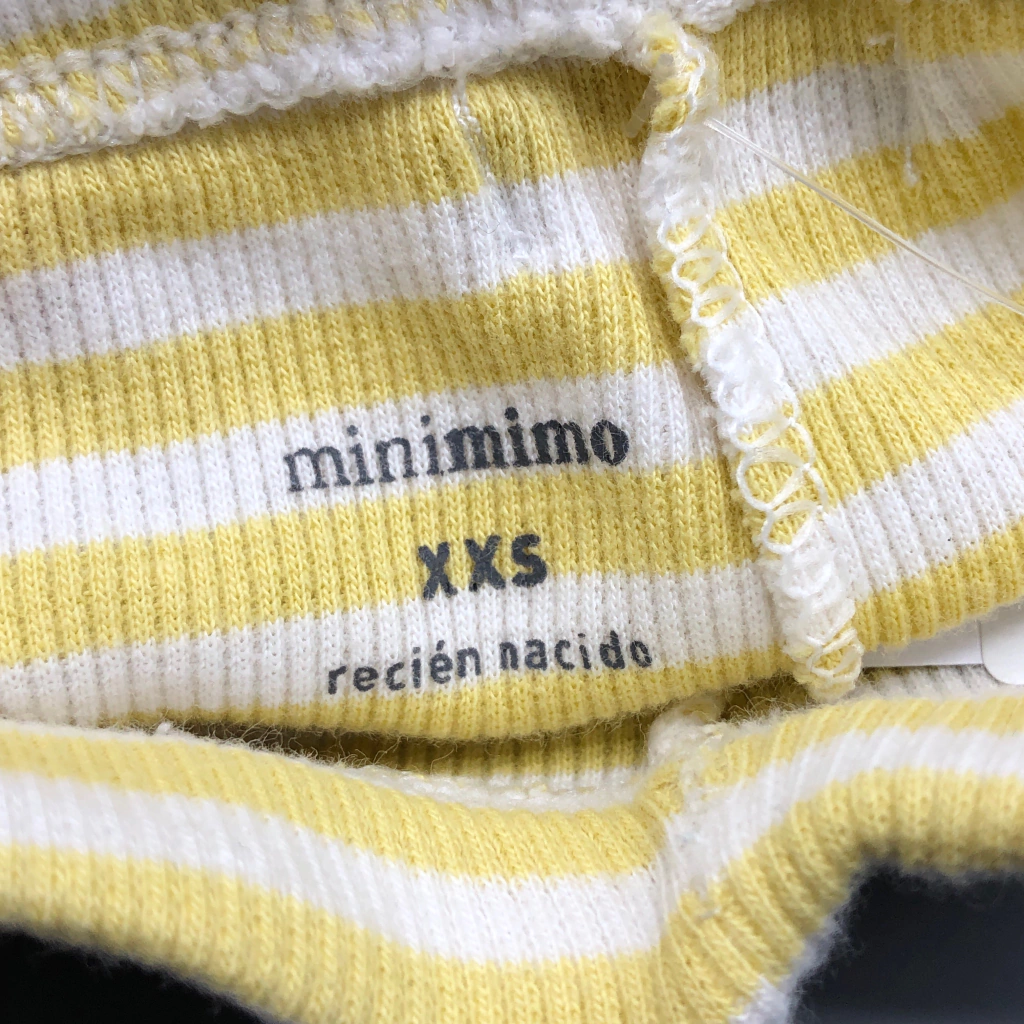 minimimo
XXS
recién nacido